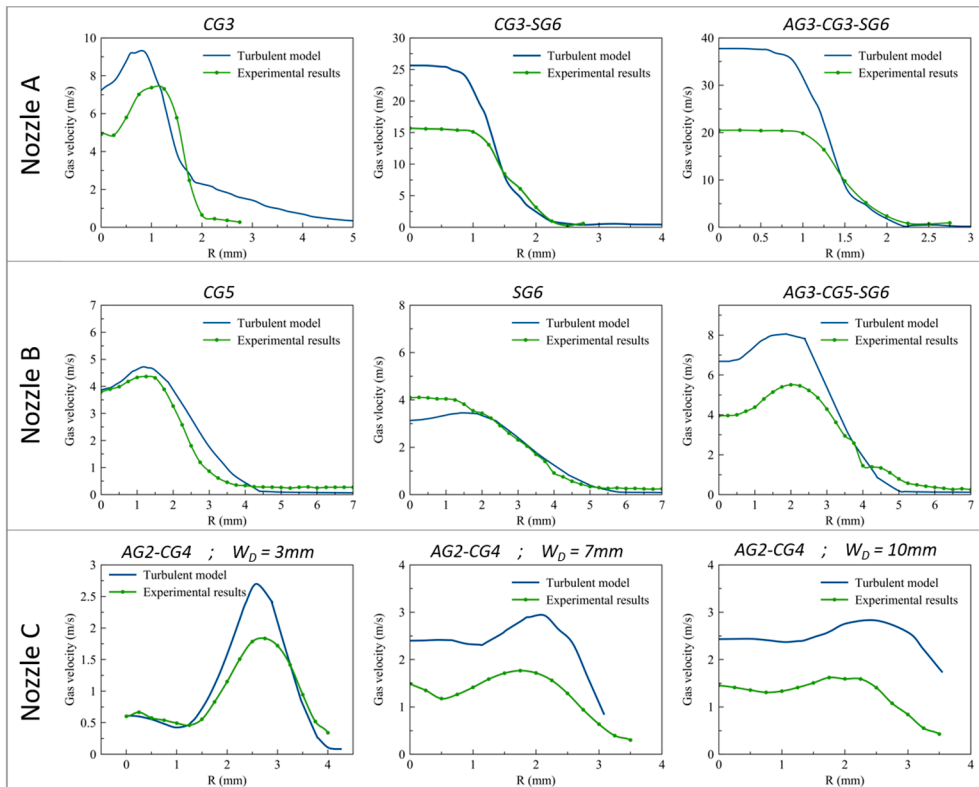 CG3
CG3-SG6
AG3-CG3-SG6
Nozzle A
Gas velocity (m/s)
10
8
6
4
2
0
Turbulent model
Experimental results
0 1 2 3 4 5
R (mm)
Gas velocity (m/s)
30
25
20
15
10
5
0
Turbulent model
Experimental results
0 1 2 3 4
R (mm)
Gas velocity (m/s)
40
30
20
10
0
Turbulent model
Experimental results
0 0.5 1 1.5 2 2.5 3
R (mm)
CG5
SG6
AG3-CG5-SG6
Nozzle B
Gas velocity (m/s)
7
6
5
4
3
2
1
0
Turbulent model
Experimental results
0 1 2 3 4 5 6 7
R (mm)
Gas vlocity (m/s)
8
6
4
2
0
Turbulent model
Experimental results
0 1 2 3 4 5 6 7
R (mm)
Gas velocity (m/s)
8
6
4
2
0
Turbulent model
Experimental results
0 1 2 3 4 5 6 7
R (mm)
AG2-CG4 ; W_D = 3mm
AG2-CG4 ; W_D = 7mm
AG2-CG4 ; W_D = 10mm
Nozzle C
Gas velocity (m/s)
3
2.5
2
1.5
1
0.5
0
Turbulent model
Experimental results
0 1 2 3 4
R (mm)
Gas velocity (m/s)
4
3
2
1
0
Turbulent model
Experimental results
0 1 2 3 4
R (mm)
Gas velocity (m/s)
4
3
2
1
0
Turbulent model
Experimental results
0 1 2 3 4
R (mm)